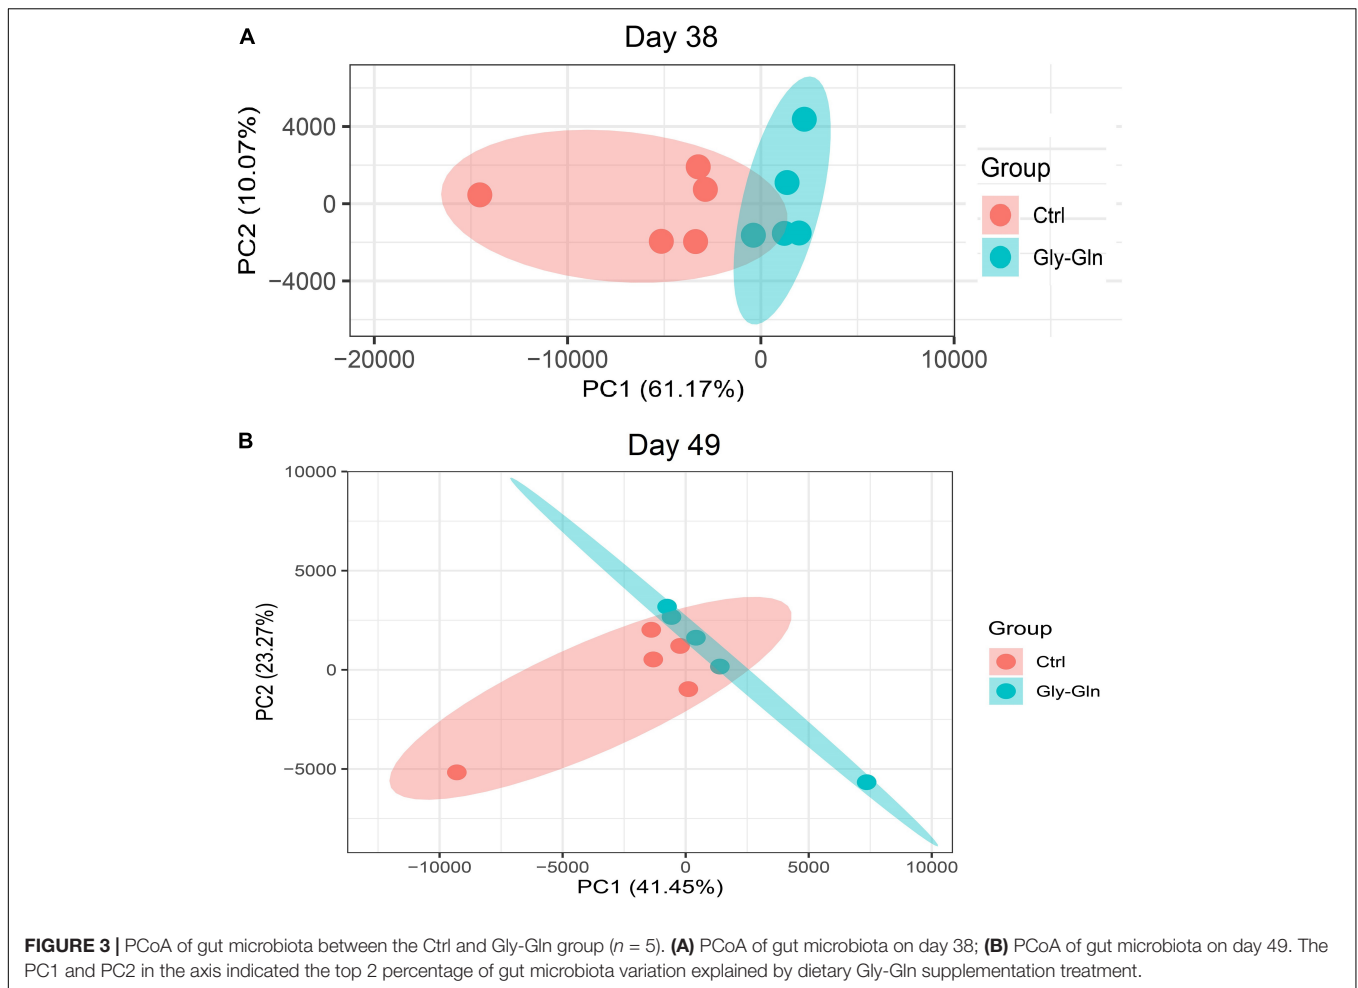 A
Day 38
PC2 (10.07%)
4000
0
−4000
−20000
−10000
0
10000
PC1 (61.17%)
Group
Ctrl
Gly-Gln
B
Day 49
PC2 (23.27%)
10000
5000
0
−5000
−10000
−5000
0
5000
10000
PC1 (41.45%)
Group
Ctrl
Gly-Gln
FIGURE 3 | PCoA of gut microbiota between the Ctrl and Gly-Gln group (n = 5). (A) PCoA of gut microbiota on day 38; (B) PCoA of gut microbiota on day 49. The
PC1 and PC2 in the axis indicated the top 2 percentage of gut microbiota variation explained by dietary Gly-Gln supplementation treatment.